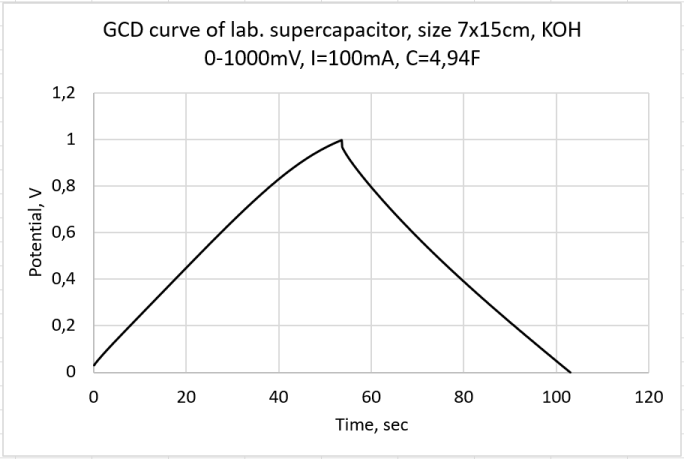 GCD curve of lab. supercapacitor, size 7x15cm, KOH
0-1000mV, I=100mA, C=4,94F
1,2
1
0,8
0,6
0,4
0,2
0
Potential, V
0 20 40 60 80 100 120
Time, sec